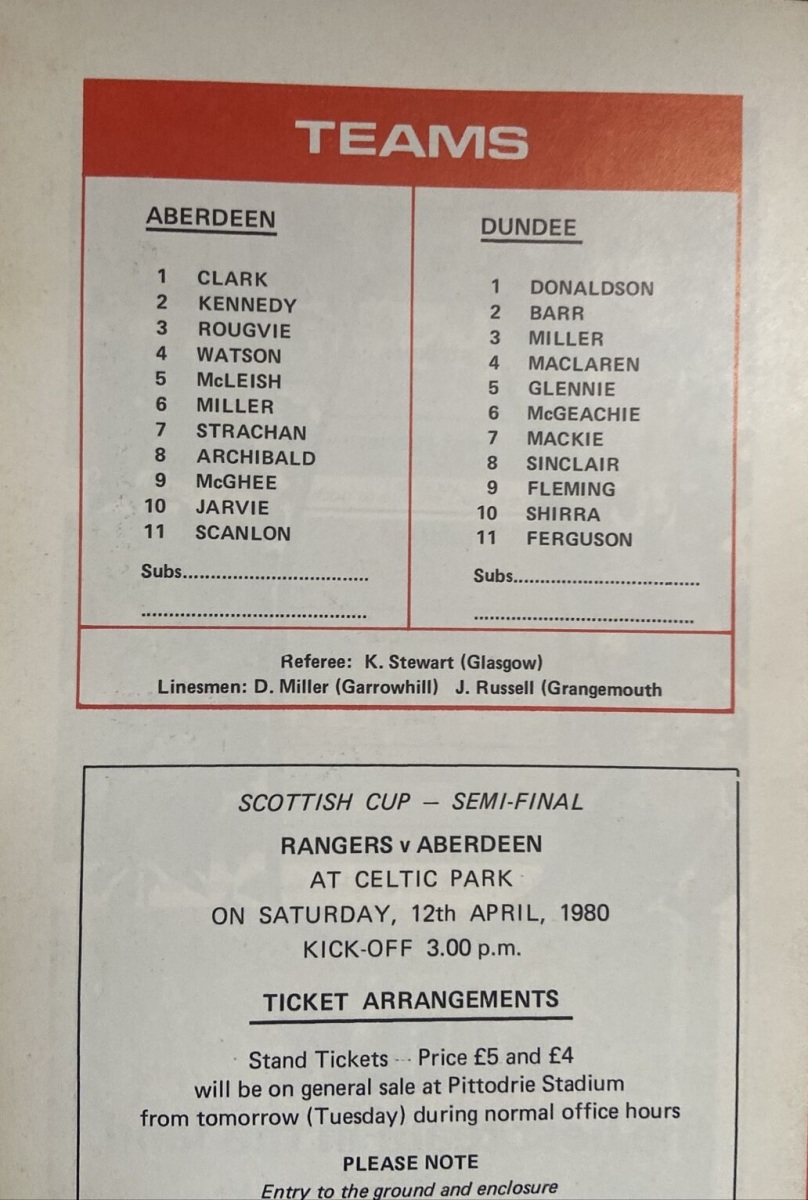 TEAMS
ABERDEEN
1 CLARK
2 KENNEDY
3 ROUGVIE
4 WATSON
5 McLEISH
6 MILLER
7 STRACHAN
8 ARCHIBALD
9 McGHEE
10 JARVIE
11 SCANLON
Subs.................................
........................................
DUNDEE
1 DONALDSON
2 BARR
3 MILLER
4 MACLAREN
5 GLENNIE
6 McGEACHIE
7 MACKIE
8 SINCLAIR
9 FLEMING
10 SHIRRA
11 FERGUSON
Subs.................................
........................................
Referee: K. Stewart (Glasgow)
Linesmen: D. Miller (Garrowhill) J. Russell (Grangemouth
SCOTTISH CUP – SEMI-FINAL
RANGERS v ABERDEEN
AT CELTIC PARK
ON SATURDAY, 12th APRIL, 1980
KICK-OFF 3.00 p.m.
TICKET ARRANGEMENTS
Stand Tickets -- Price £5 and £4
will be on general sale at Pittodrie Stadium
from tomorrow (Tuesday) during normal office hours
PLEASE NOTE
Entry to the ground and enclosure